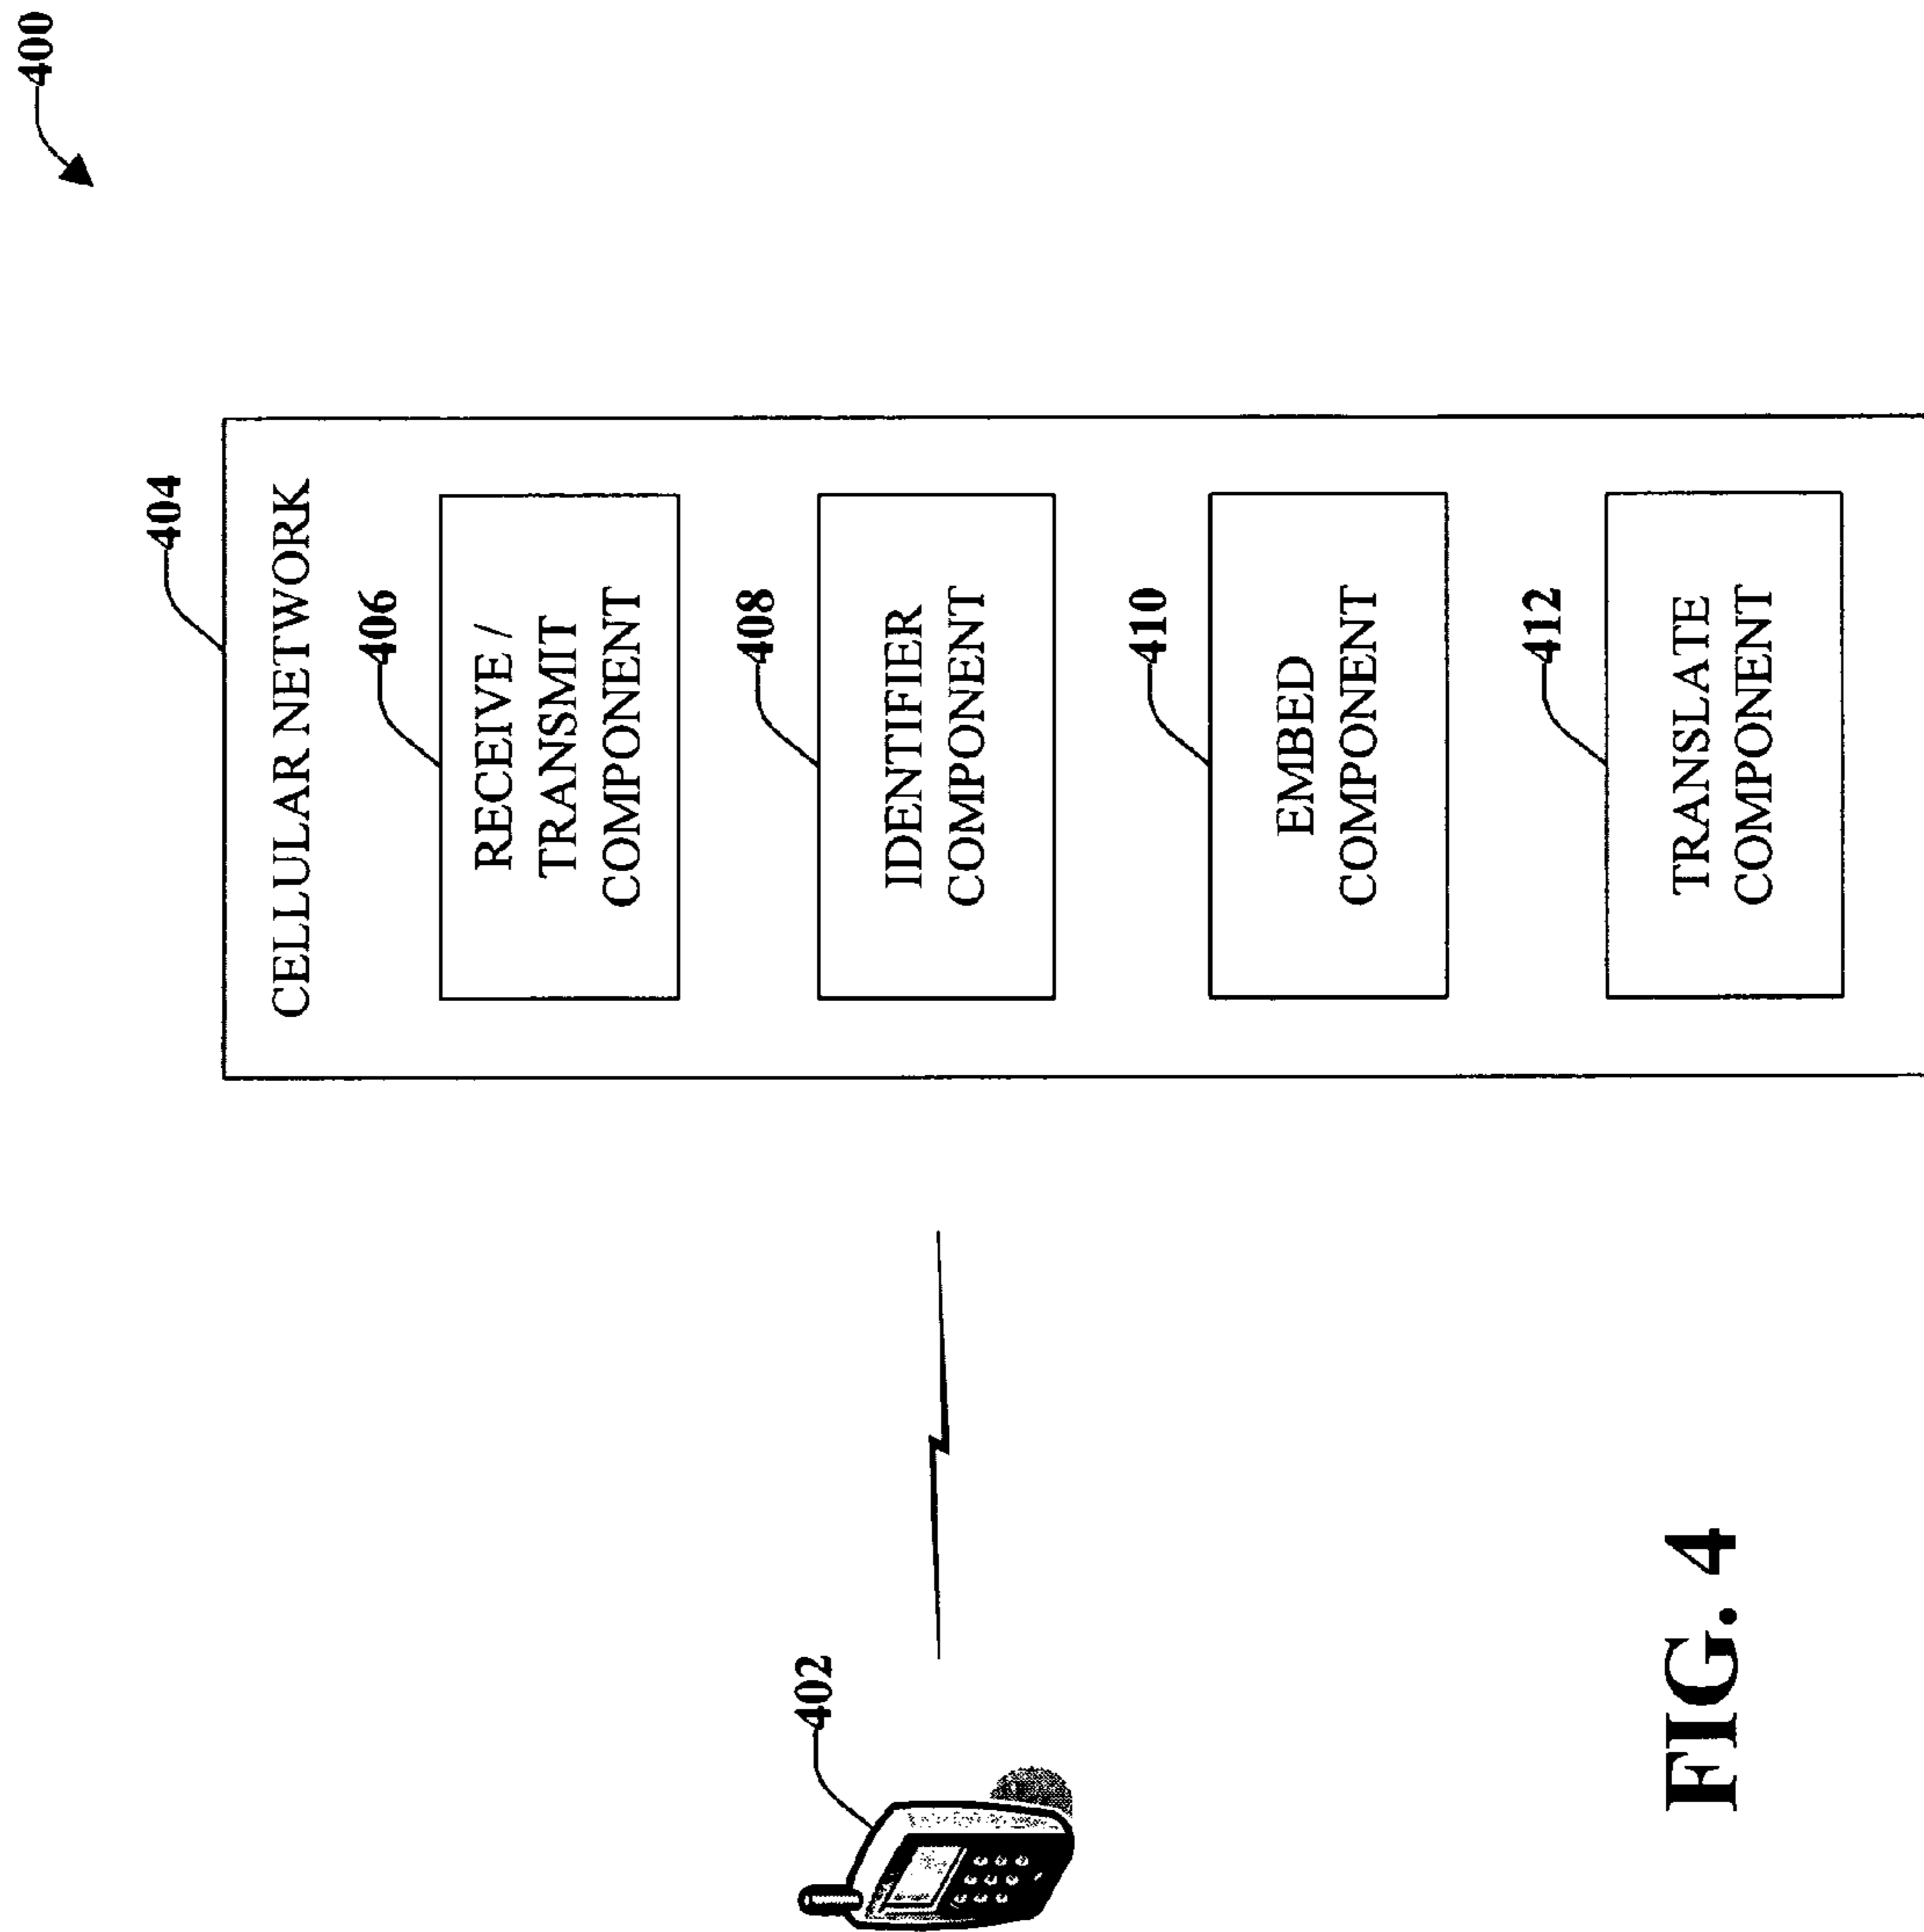 400
404
CELLULAR NETWORK
406
RECEIVE /
TRANSMIT
COMPONENT
408
IDENTIFIER
COMPONENT
402
410
EMBED
COMPONENT
412
TRANSLATE
COMPONENT
FIG. 4